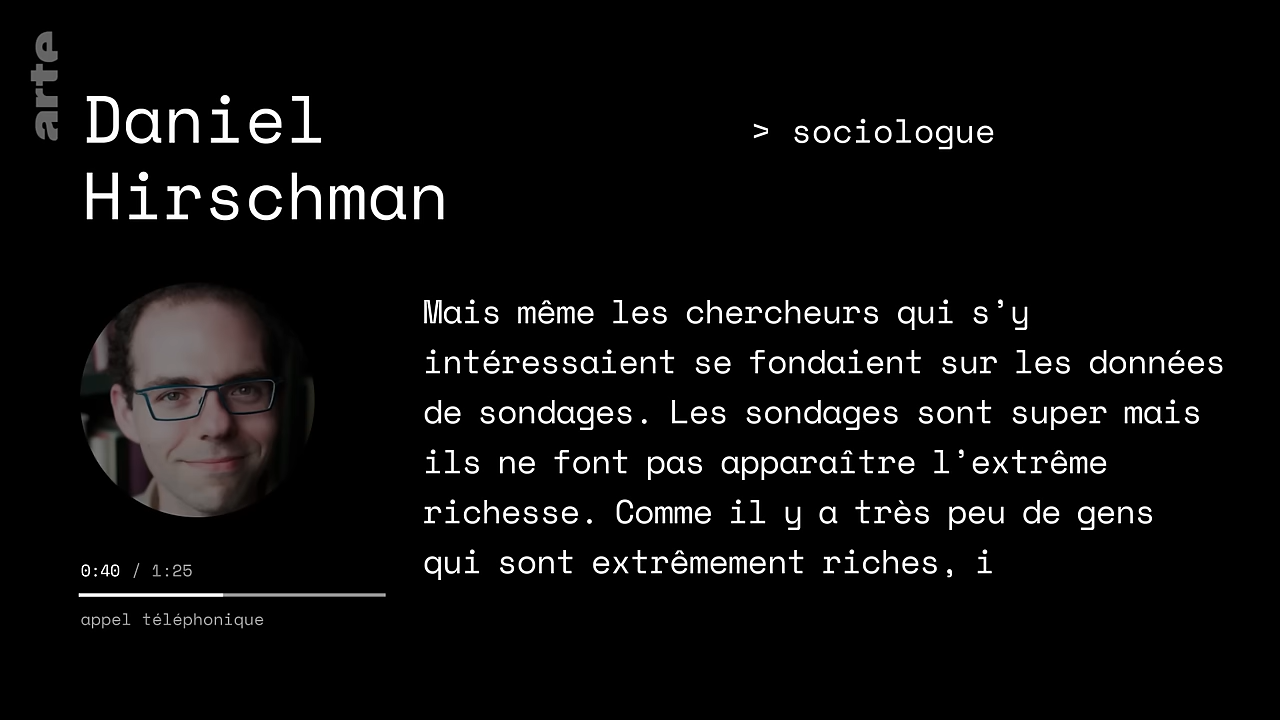 arte
Daniel
Hirschman
> sociologue
Mais même les chercheurs qui s’y
intéressaient se fondaient sur les données
de sondages. Les sondages sont super mais
ils ne font pas apparaître l’extrême
richesse. Comme il y a très peu de gens
qui sont extrêmement riches, i
0:40 / 1:25
appel téléphonique